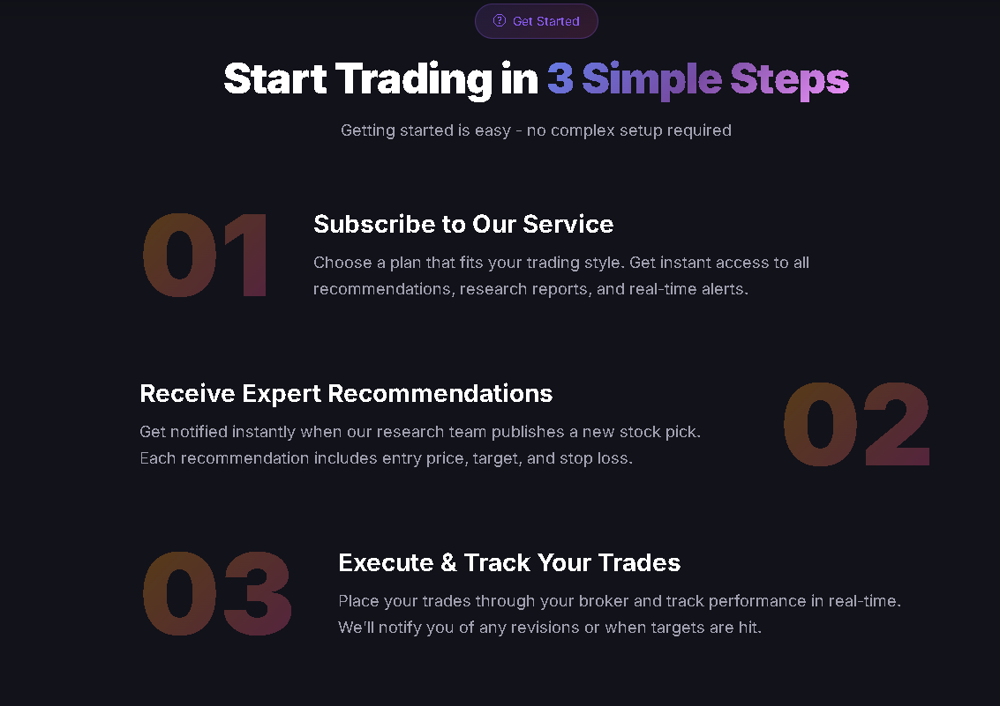 Get Started
Start Trading in 3 Simple Steps
Getting started is easy - no complex setup required
01
Subscribe to Our Service
Choose a plan that fits your trading style. Get instant access to all
recommendations, research reports, and real-time alerts.
Receive Expert Recommendations
Get notified instantly when our research team publishes a new stock pick.
Each recommendation includes entry price, target, and stop loss.
02
03
Execute & Track Your Trades
Place your trades through your broker and track performance in real-time.
We'll notify you of any revisions or when targets are hit.